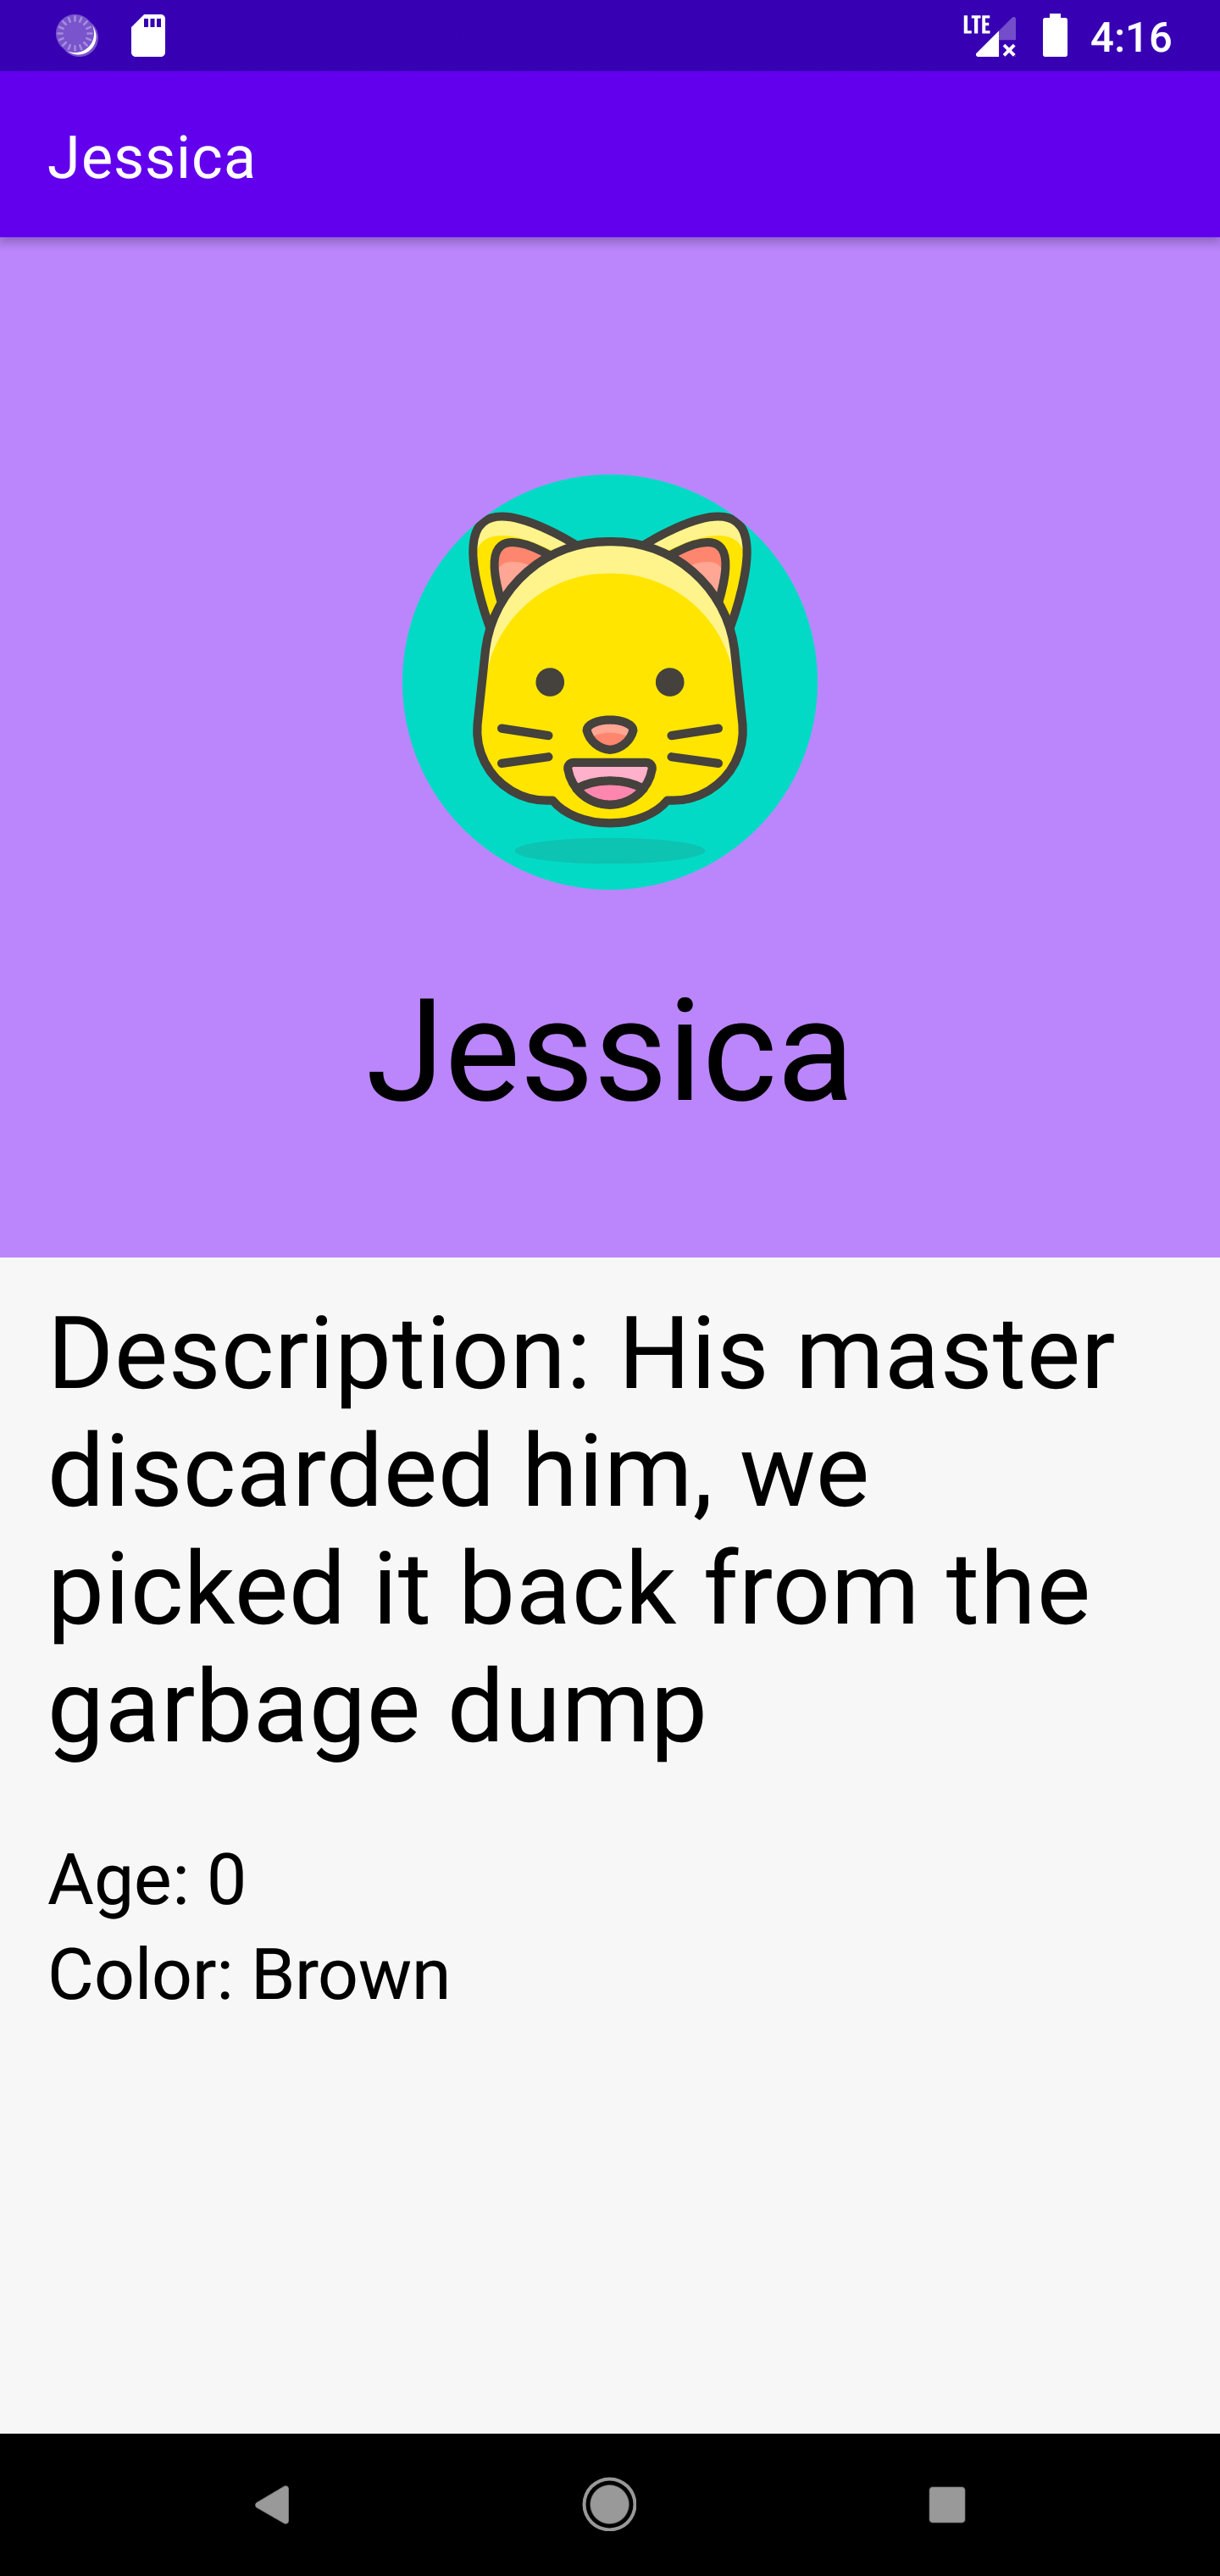 LTE 4:16
Jessica
Jessica
Description: His master
discarded him, we
picked it back from the
garbage dump
Age: 0
Color: Brown